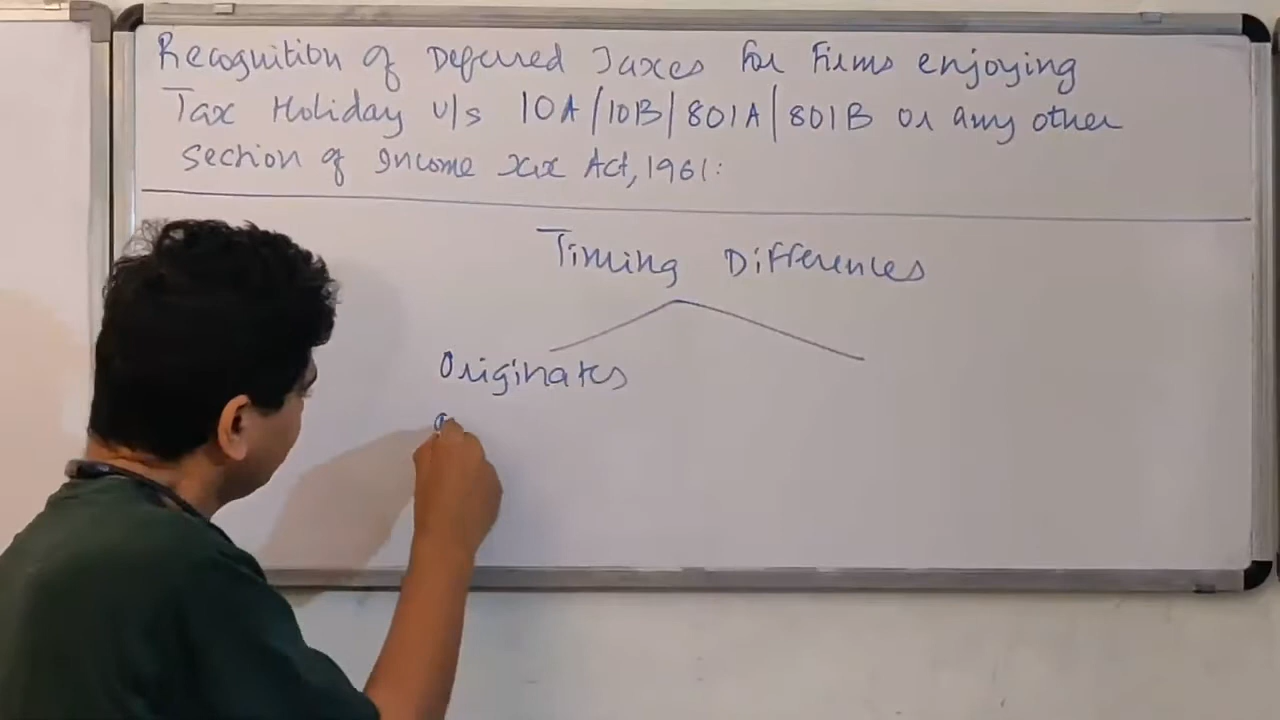 Recognition of Deferred Taxes for Firms enjoying
Tax Holiday u/s 10A/10B/80IA/80IB or any other
section of Income Tax Act, 1961:
Timing Differences
Originates